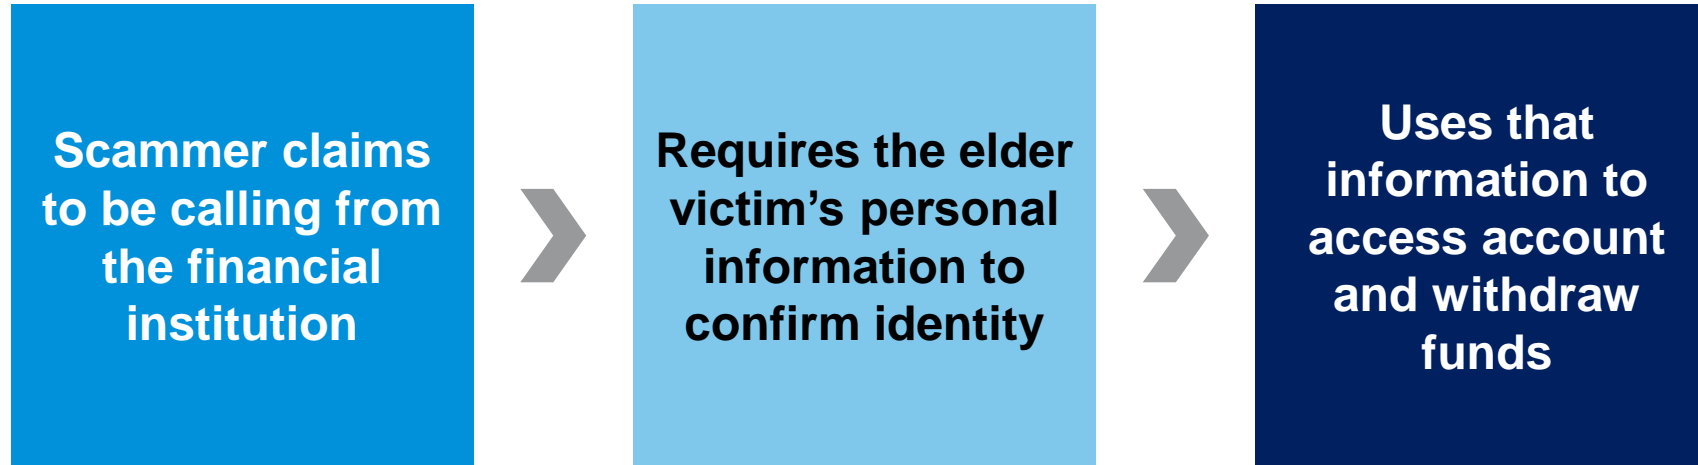 Scammer claims
to be calling from
the financial
institution
Requires the elder
victim’s personal
information to
confirm identity
Uses that
information to
access account
and withdraw
funds